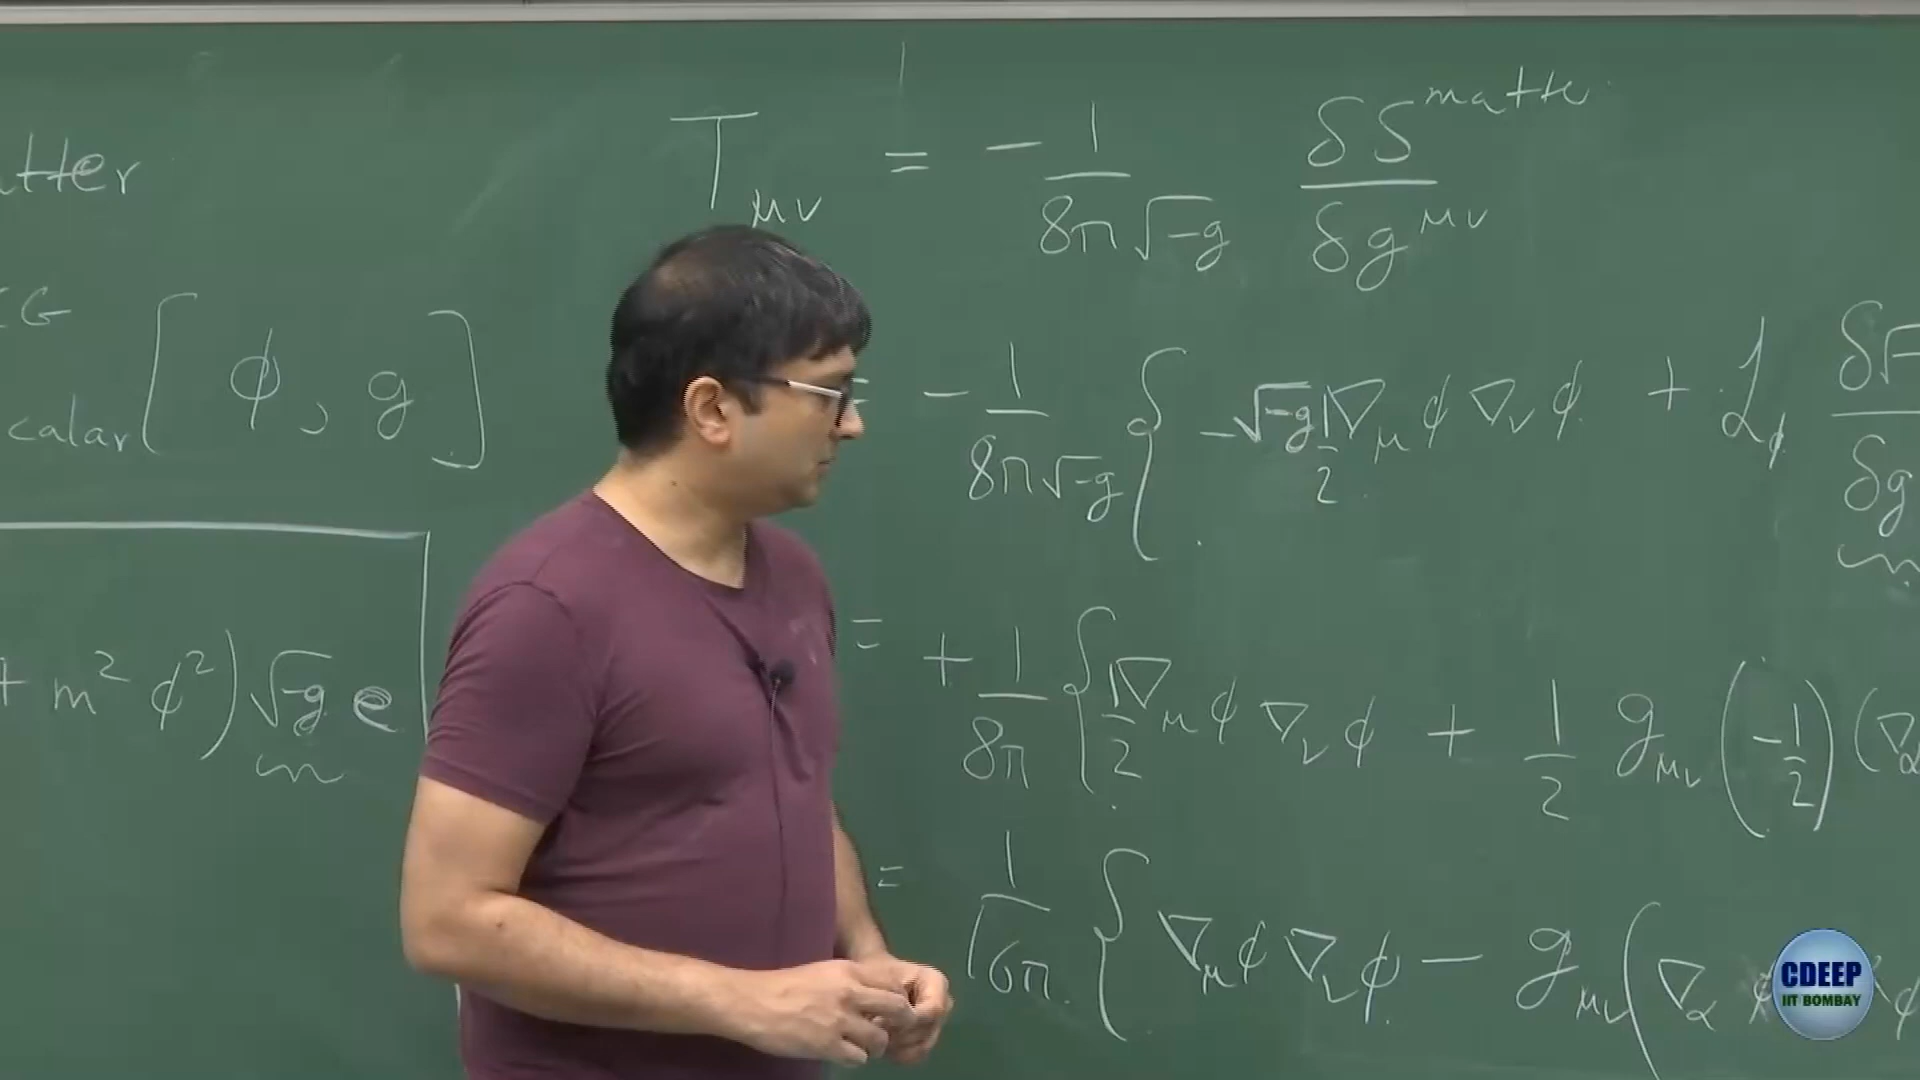 T_μν = - 1/(8π√-g) δS^matte/δg^μν
atter
[ϕ, g]
calar
- 1/(8π√-g) { -√-g 1/2 ∇_μ ϕ ∇_ν ϕ + L_ϕ δ√-/δg
= + 1/8π { 1/2 ∇_μ ϕ ∇_ν ϕ + 1/2 g_μν (-1/2) (∇_α
+ m² ϕ²) √-g e
= 1/16π { ∇_μ ϕ ∇_ν ϕ - g_μν ( ∇_α
CDEEP
IIT BOMBAY